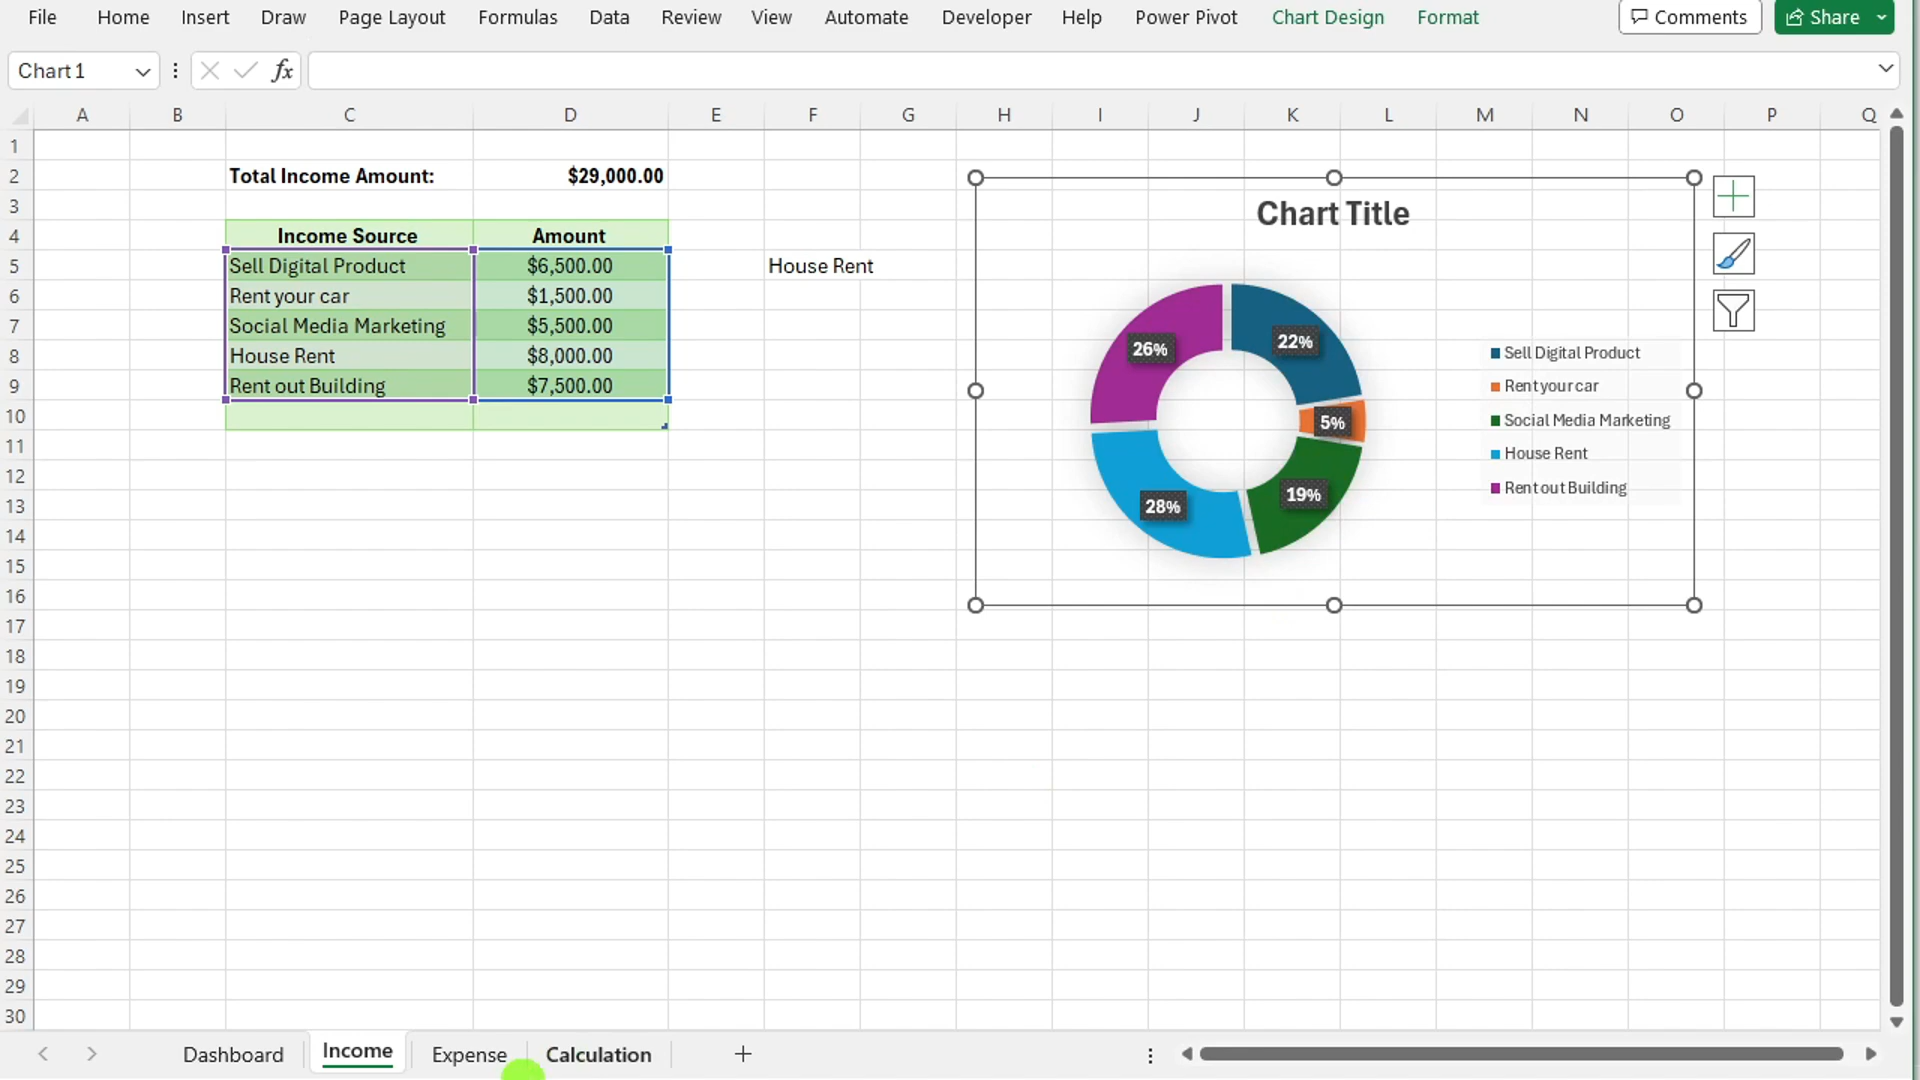 File Home Insert Draw Page Layout Formulas Data Review View Automate Developer Help Power Pivot Chart Design Format Comments Share
Chart 1 fx
A B C D E F G H I J K L M N O P Q
1
2 Total Income Amount: $29,000.00
3
4 Income Source Amount
5 Sell Digital Product $6,500.00 House Rent
6 Rent your car $1,500.00
7 Social Media Marketing $5,500.00
8 House Rent $8,000.00
9 Rent out Building $7,500.00
10
11
12
13
14
15
16
17
18
19
20
21
22
23
24
25
26
27
28
29
30
Chart Title
26% 22%
5%
28% 19%
Sell Digital Product
Rent your car
Social Media Marketing
House Rent
Rent out Building
Dashboard Income Expense Calculation